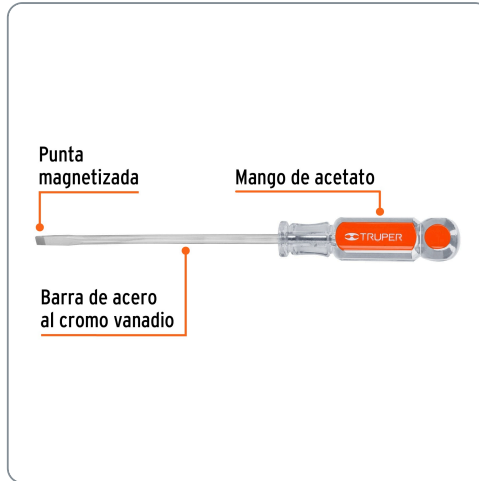 Punta
magnetizada
Mango de acetato
TRUPER
Barra de acero
al cromo vanadio